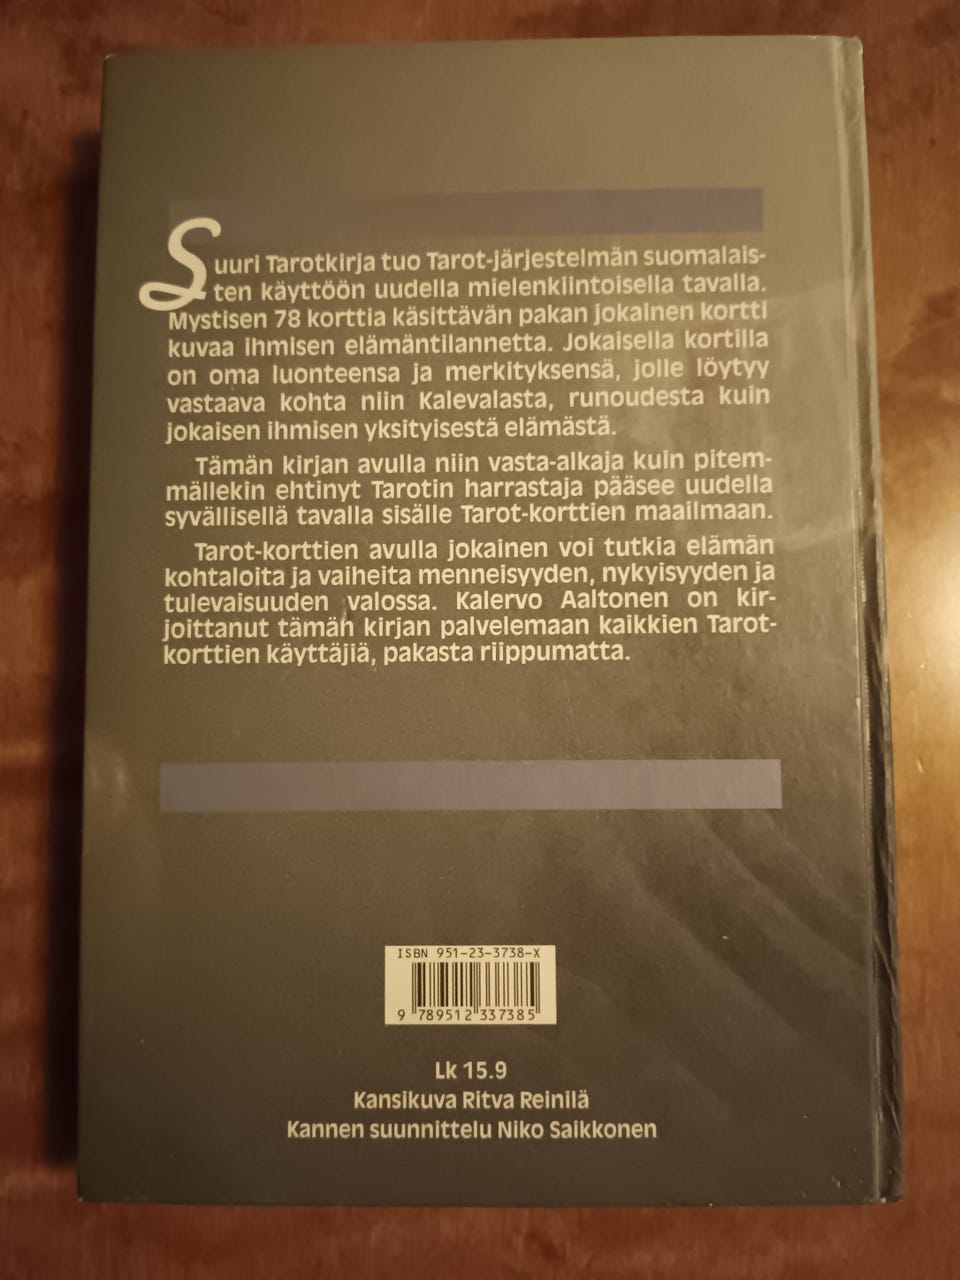 Suuri Tarotkirja tuo Tarot-järjestelmän suomalais-
ten käyttöön uudella mielenkiintoisella tavalla.
Mystisen 78 korttia käsittävän pakan jokainen kortti
kuvaa ihmisen elämäntilannetta. Jokaisella kortilla
on oma luonteensa ja merkityksensä, jolle löytyy
vastaava kohta niin Kalevalasta, runoudesta kuin
jokaisen ihmisen yksityisestä elämästä.
Tämän kirjan avulla niin vasta-alkaja kuin pitem-
mällekin ehtinyt Tarotin harrastaja pääsee uudella
syvällisellä tavalla sisälle Tarot-korttien maailmaan.
Tarot-korttien avulla jokainen voi tutkia elämän
kohtaloita ja vaiheita menneisyyden, nykyisyyden ja
tulevaisuuden valossa. Kalervo Aaltonen on kir-
joittanut tämän kirjan palvelemaan kaikkien Tarot-
korttien käyttäjiä, pakasta riippumatta.
ISBN 951-23-3738-X
9 789512 337385
Lk 15.9
Kansikuva Ritva Reinilä
Kannen suunnittelu Niko Saikkonen